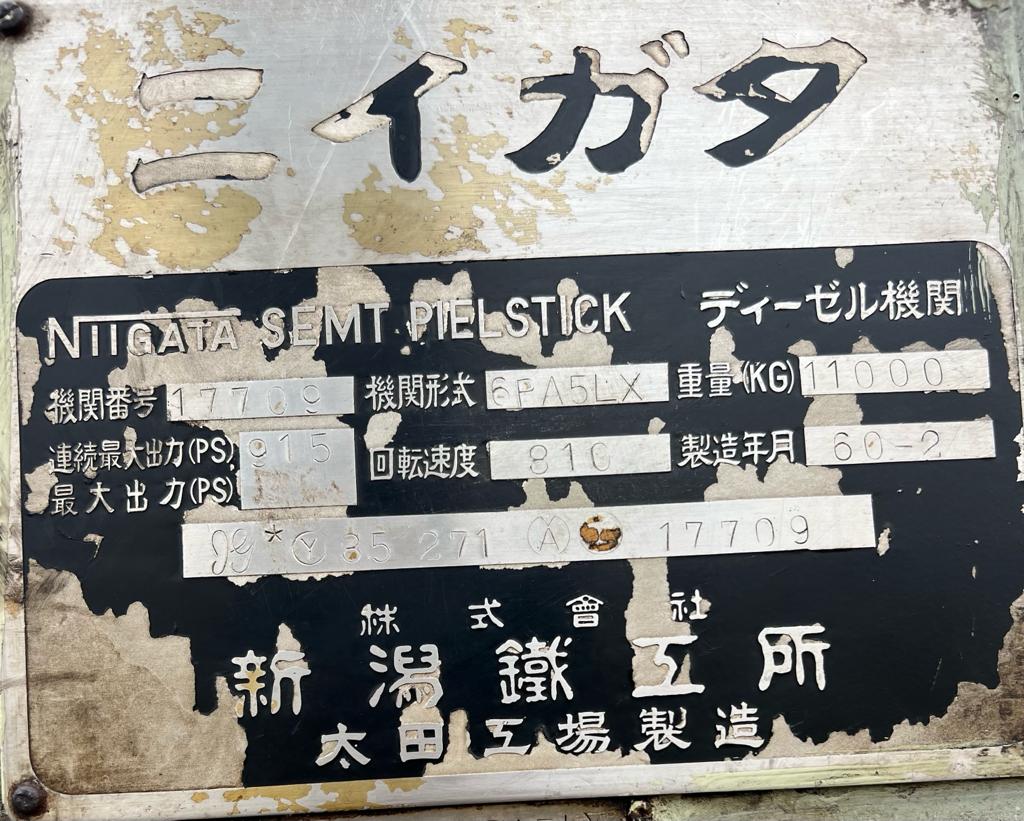 ニイガタ
NIIGATA SEMT PIELSTICK ディーゼル機関
機関番号 17709 機関形式 6PA5LX 重量(KG) 11000
連続最大出力(PS) 915 回転速度 810 製造年月 60-2
最大出力(PS)
JG * Y 85 271 A 17709
株式會社
新潟鐵工所
太田工場製造